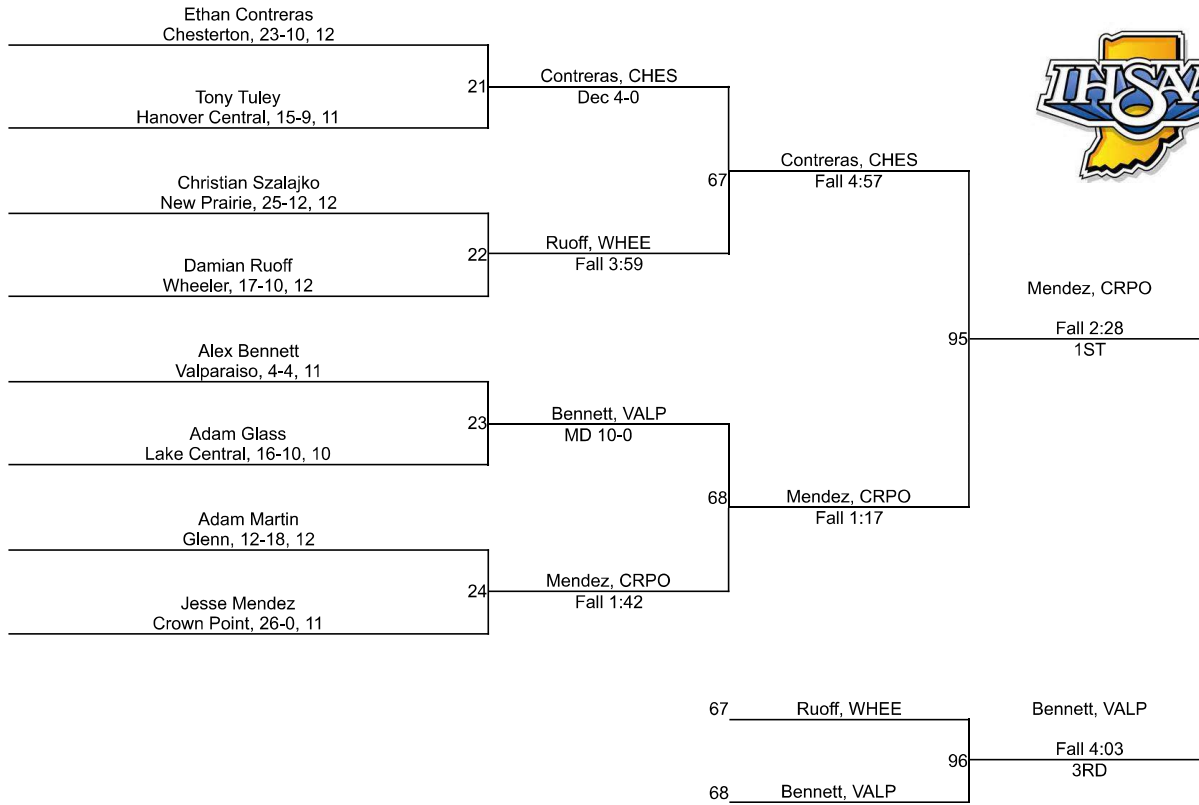 Ethan Contreras
Chesterton, 23-10, 12
21
Tony Tuley
Hanover Central, 15-9, 11
Contreras, CHES
Dec 4-0
Christian Szalajko
New Prairie, 25-12, 12
22
Damian Ruoff
Wheeler, 17-10, 12
Ruoff, WHEE
Fall 3:59
67
Contreras, CHES
Fall 4:57
Alex Bennett
Valparaiso, 4-4, 11
23
Adam Glass
Lake Central, 16-10, 10
Bennett, VALP
MD 10-0
Adam Martin
Glenn, 12-18, 12
24
Jesse Mendez
Crown Point, 26-0, 11
Mendez, CRPO
Fall 1:42
68
Mendez, CRPO
Fall 1:17
95
Mendez, CRPO
Fall 2:28
1ST
IHSAA
67
Ruoff, WHEE
96
68
Bennett, VALP
Bennett, VALP
Fall 4:03
3RD